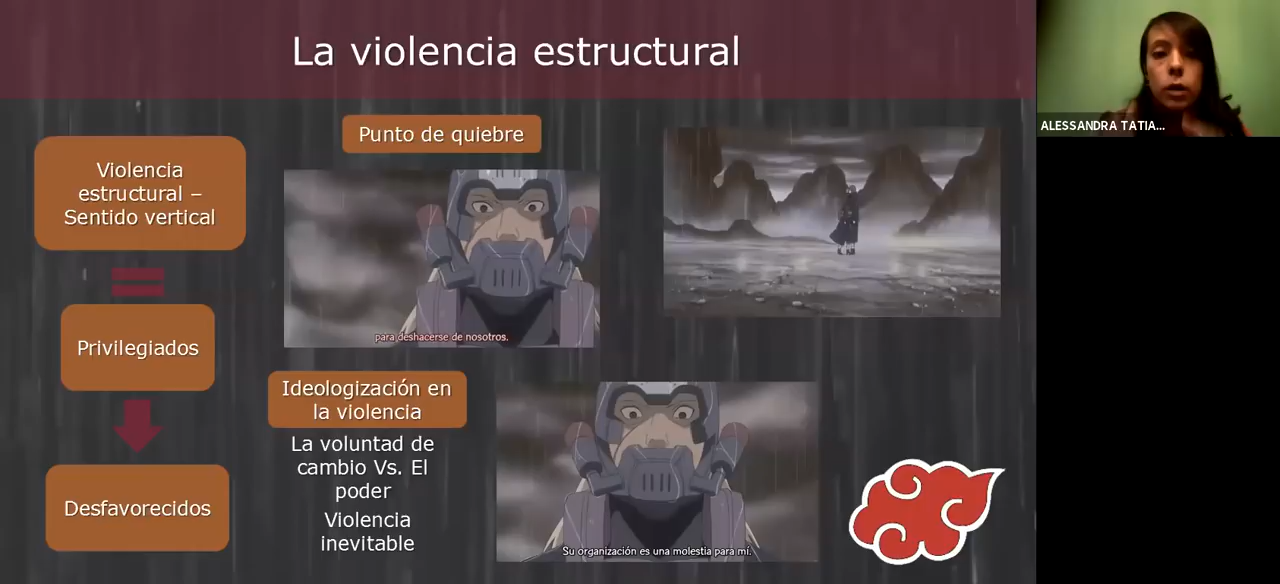 La violencia estructural
Violencia
estructural –
Sentido vertical
Privilegiados
Desfavorecidos
Punto de quiebre
para deshacerse de nosotros.
Ideologización en
la violencia
La voluntad de
cambio Vs. El
poder
Violencia
inevitable
Su organización es una molestia para mí.
ALESSANDRA TATIA...